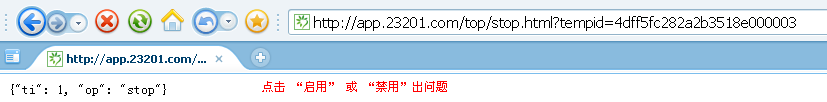 http://app.23201.com/top/stop.html?tempid=4dff5fc282a2b3518e000003
http://app.23201.com/...
{"ti": 1, "op": "stop"} 点击 “启用” 或 “禁用”出问题